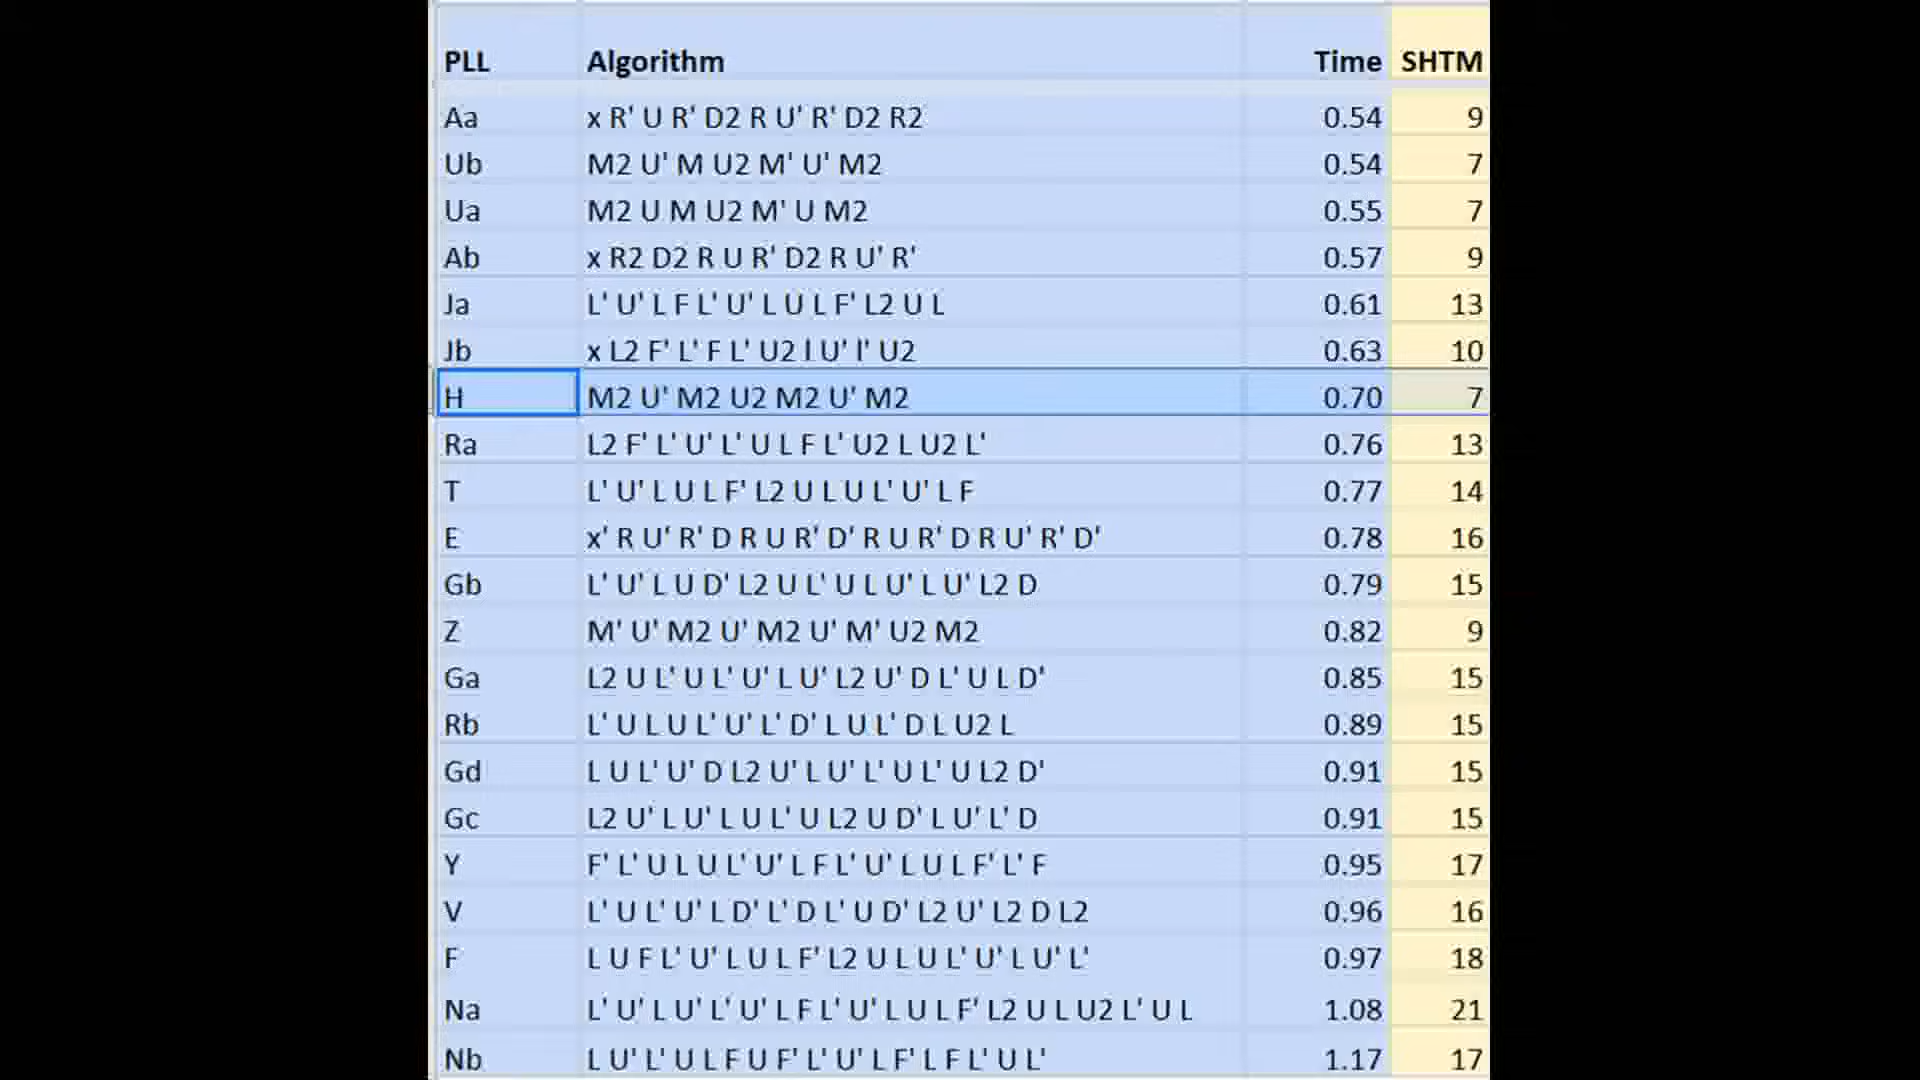 PLL Algorithm Time SHTM
Aa x R' U R' D2 R U' R' D2 R2 0.54 9
Ub M2 U' M U2 M' U' M2 0.54 7
Ua M2 U M U2 M' U M2 0.55 7
Ab x R2 D2 R U R' D2 R U' R' 0.57 9
Ja L' U' L F L' U' L U L F' L2 U L 0.61 13
Jb x L2 F' L' F L' U2 l U' l' U2 0.63 10
H M2 U' M2 U2 M2 U' M2 0.70 7
Ra L2 F' L' U' L' U L F L' U2 L U2 L' 0.76 13
T L' U' L U L F' L2 U L U L' U' L F 0.77 14
E x' R U' R' D R U R' D' R U R' D R U' R' D' 0.78 16
Gb L' U' L U D' L2 U L' U L U' L U' L2 D 0.79 15
Z M' U' M2 U' M2 U' M' U2 M2 0.82 9
Ga L2 U L' U L' U' L U' L2 U' D L' U L D' 0.85 15
Rb L' U L U L' U' L' D' L U L' D L U2 L 0.89 15
Gd L U L' U' D L2 U' L U' L' U L' U L2 D' 0.91 15
Gc L2 U' L U' L U L' U L2 U D' L U' L' D 0.91 15
Y F' L' U L U L' U' L F L' U' L U L F' L' F 0.95 17
V L' U L' U' L D' L' D L' U D' L2 U' L2 D L2 0.96 16
F L U F L' U' L U L F' L2 U L U L' U' L U' L' 0.97 18
Na L' U' L U' L' U' L F L' U' L U L F' L2 U L U2 L' U L 1.08 21
Nb L U' L' U L F U F' L' U' L F' L F L' U L' 1.17 17